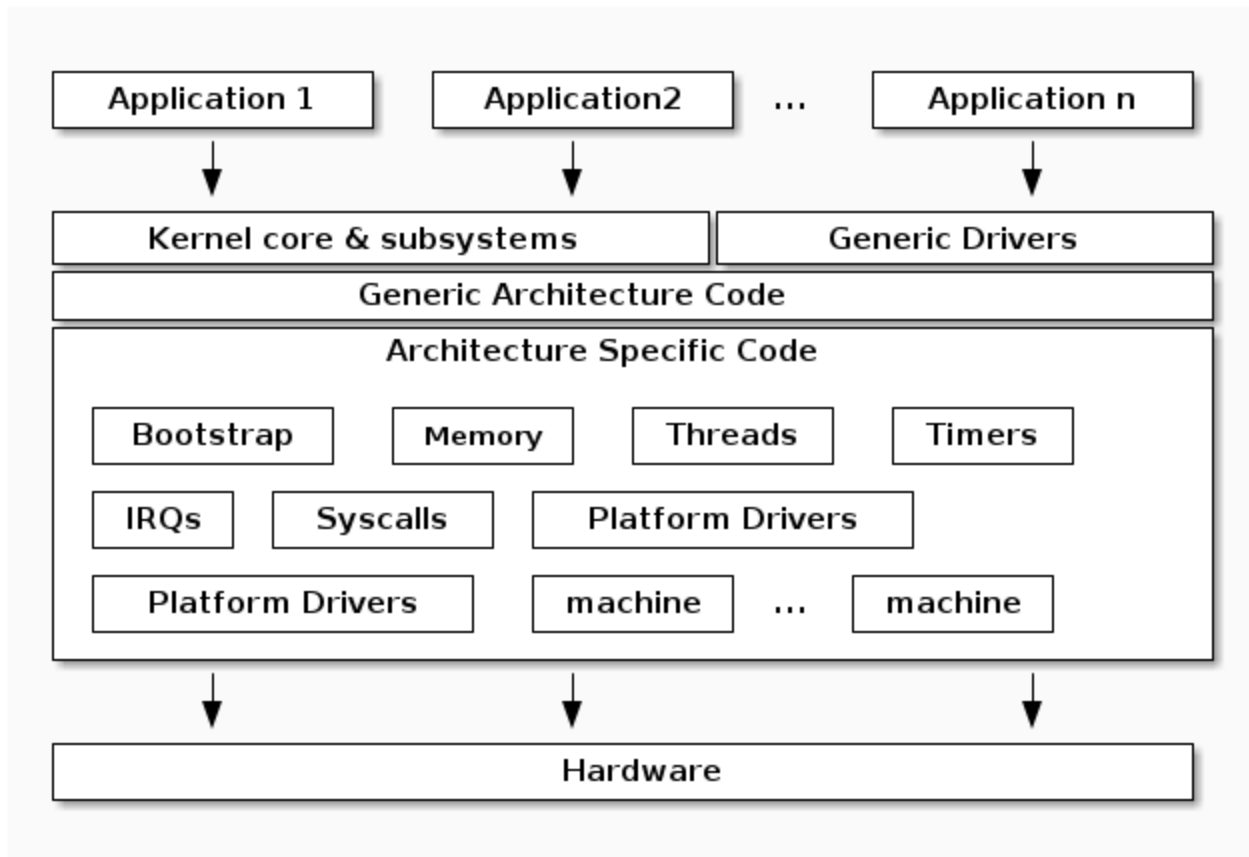 Application 1 Application2 ... Application n
Kernel core & subsystems Generic Drivers
Generic Architecture Code
Architecture Specific Code
Bootstrap Memory Threads Timers
IRQs Syscalls Platform Drivers
Platform Drivers machine ... machine
Hardware